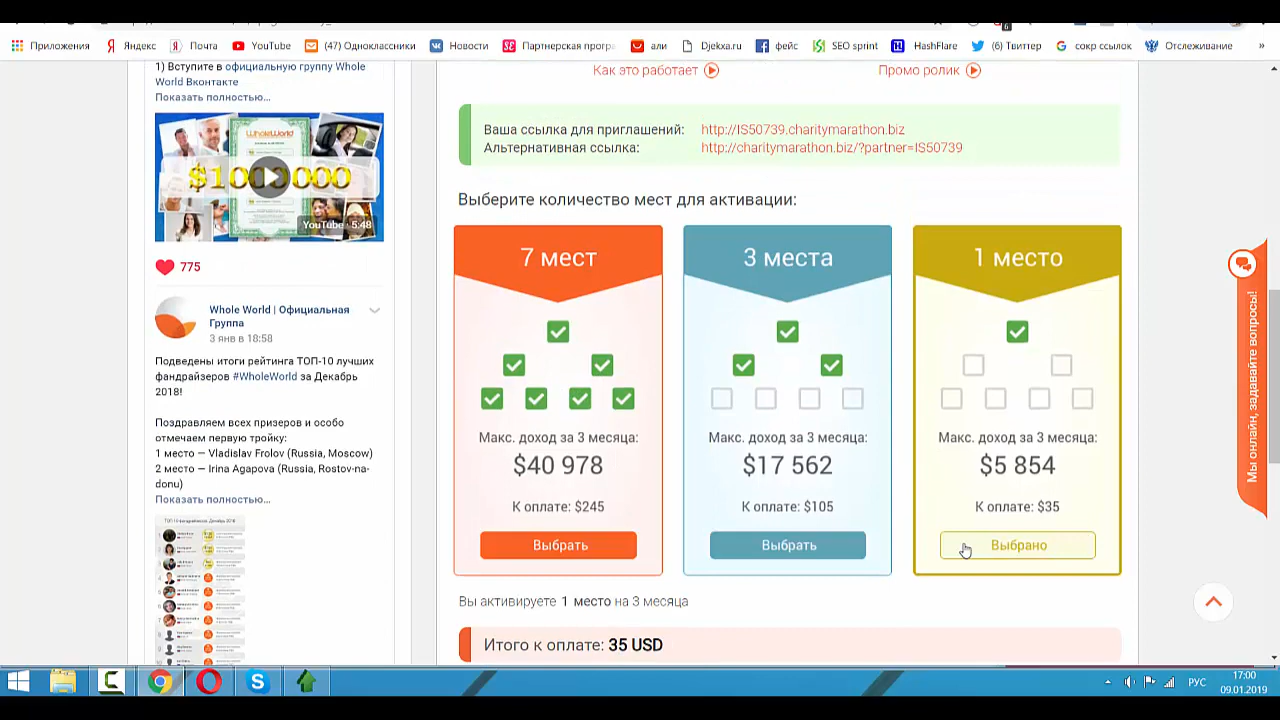 Приложения
Яндекс
Почта
YouTube
(47) Одноклассники
Новости
Партнерская прогр
али
Djekxa.ru
фейс
SEO sprint
HashFlare
(6) Твиттер
сокр ссылок
Отслеживание
»
1) Вступите в официальную группу Whole
World Вконтакте
Показать полностью...
WholeWorld
$1000000
YouTube · 5:48
775
Whole World | Официальная
Группа
3 янв в 18:58
Подведены итоги рейтинга ТОП-10 лучших
фандрайзеров #WholeWorld за Декабрь
2018!
Поздравляем всех призеров и особо
отмечаем первую тройку:
1 место — Vladislav Frolov (Russia, Moscow)
2 место — Irina Agapova (Russia, Rostov-na-
donu)
Показать полностью...
Как это работает
Промо ролик
Ваша ссылка для приглашений: http://IS50739.charitymarathon.biz
Альтернативная ссылка: http://charitymarathon.biz/?partner=IS50739
Выберите количество мест для активации:
7 мест
Макс. доход за 3 месяца:
$40 978
К оплате: $245
Выбрать
3 места
Макс. доход за 3 месяца:
$17 562
К оплате: $105
Выбрать
1 место
Макс. доход за 3 месяца:
$5 854
К оплате: $35
Выбрано
1 место
3 месяца
Итого к оплате: 35 USD
Мы онлайн, задавайте вопросы!
РУС
17:00
09.01.2019